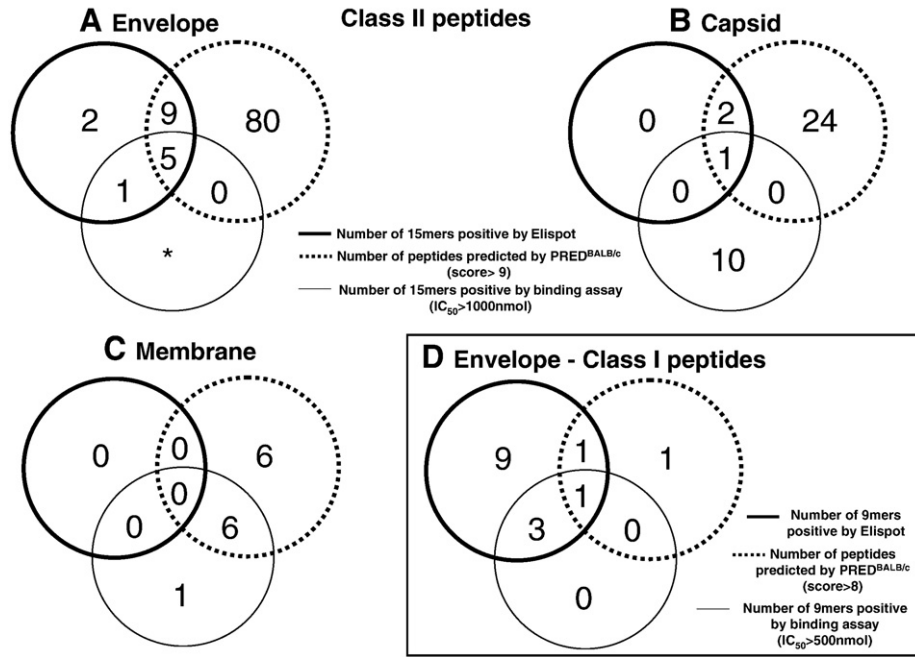 Class II peptides
A Envelope
2
9
80
5
1
0
*
Number of 15mers positive by Elispot
Number of peptides predicted by PREDBALB/c
(score> 9)
Number of 15mers positive by binding assay
(IC50>1000nmol)
B Capsid
0
2
24
1
0
0
10
C Membrane
0
0
6
0
0
6
1
D Envelope - Class I peptides
9
1
1
1
3
0
0
Number of 9mers
positive by Elispot
Number of peptides
predicted by PREDBALB/c
(score>8)
Number of 9mers positive
by binding assay
(IC50>500nmol)